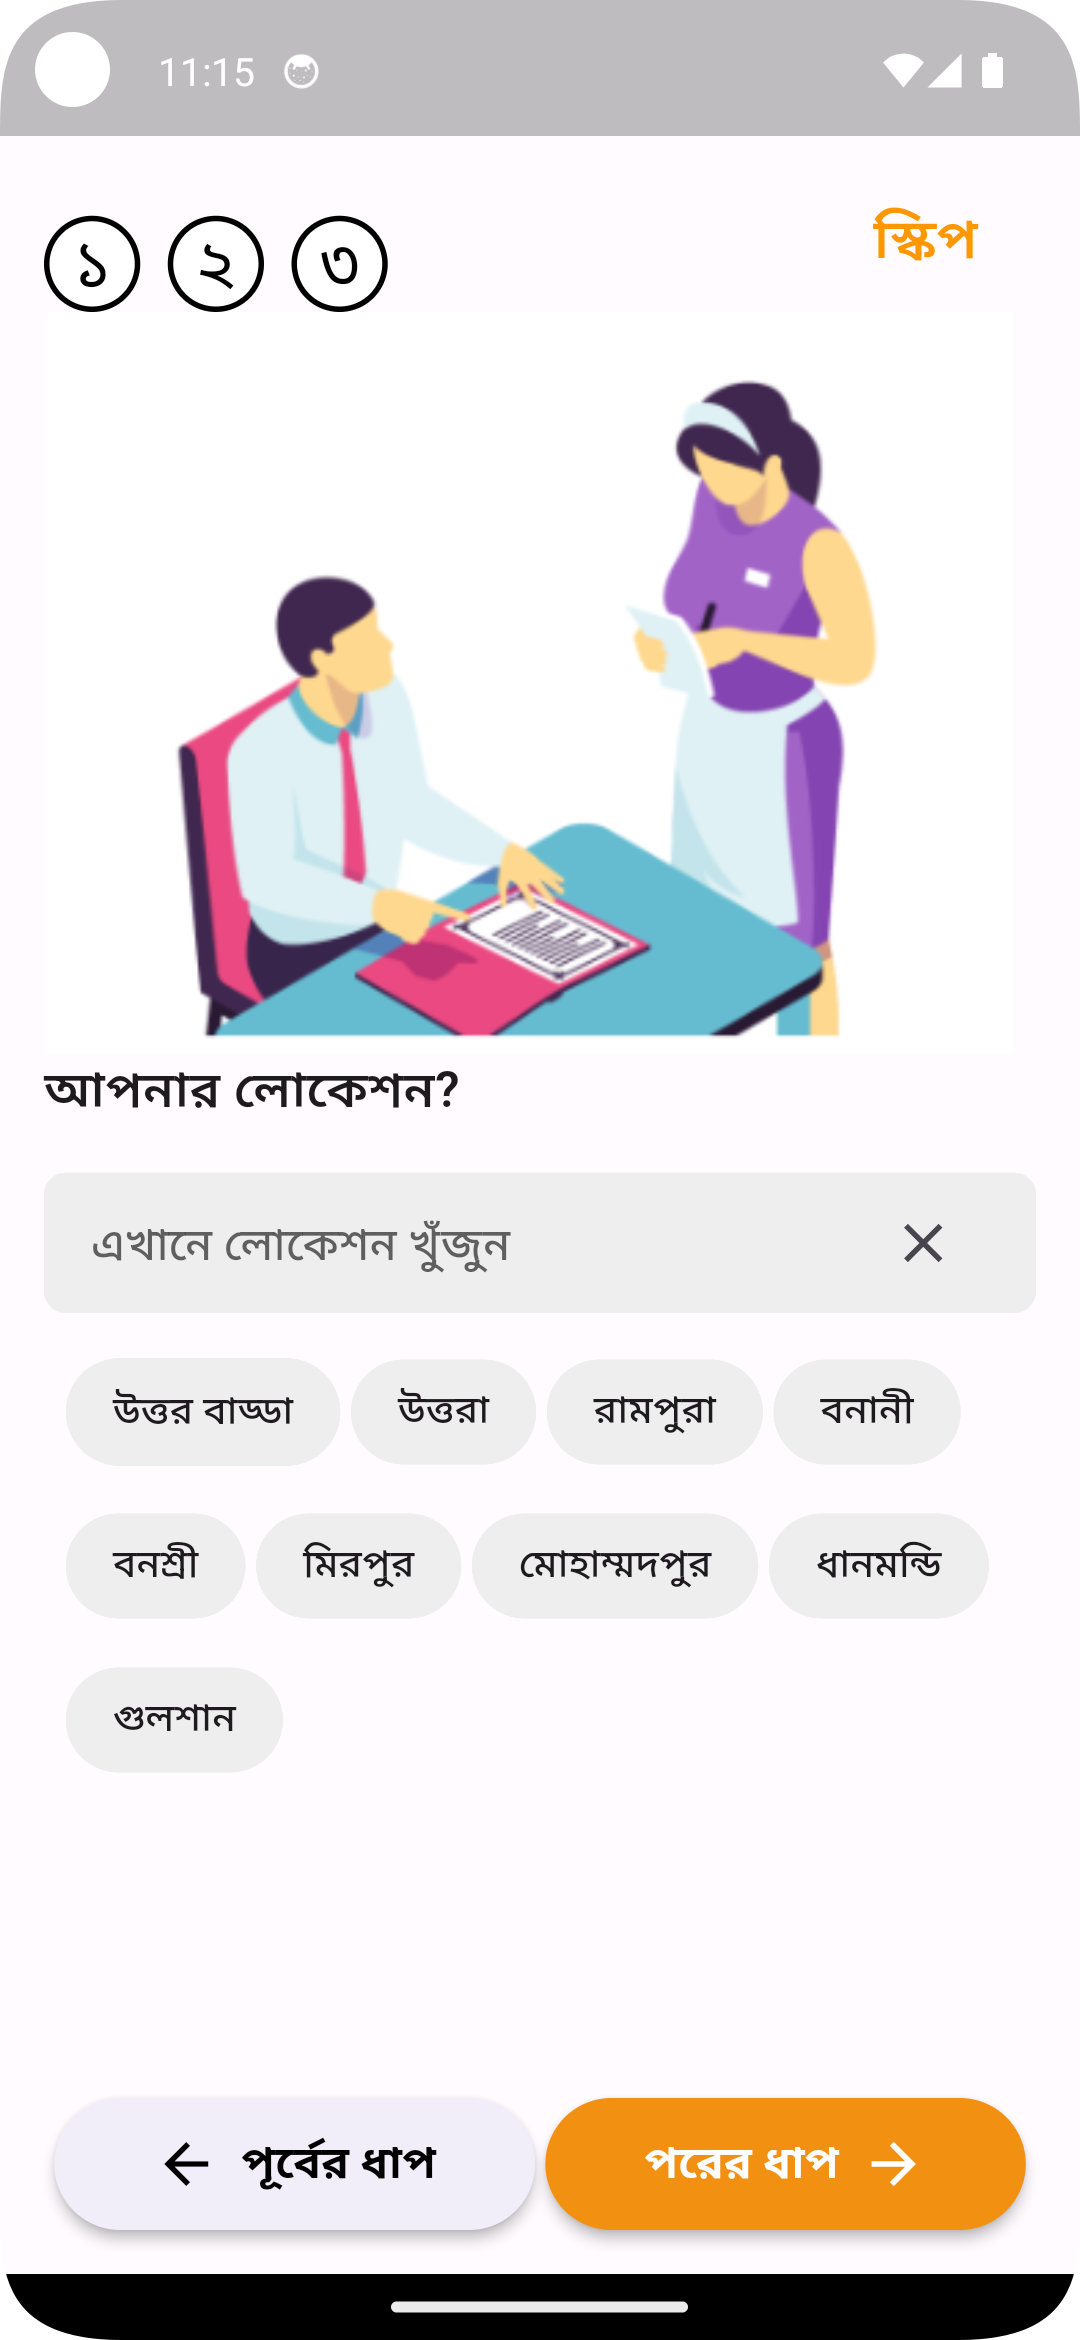 11:15
১ ২ ৩
স্কিপ
আপনার লোকেশন?
এখানে লোকেশন খুঁজুন
উত্তর বাড্ডা উত্তরা রামপুরা বনানী
বনশ্রী মিরপুর মোহাম্মদপুর ধানমন্ডি
গুলশান
পূর্বের ধাপ পরের ধাপ